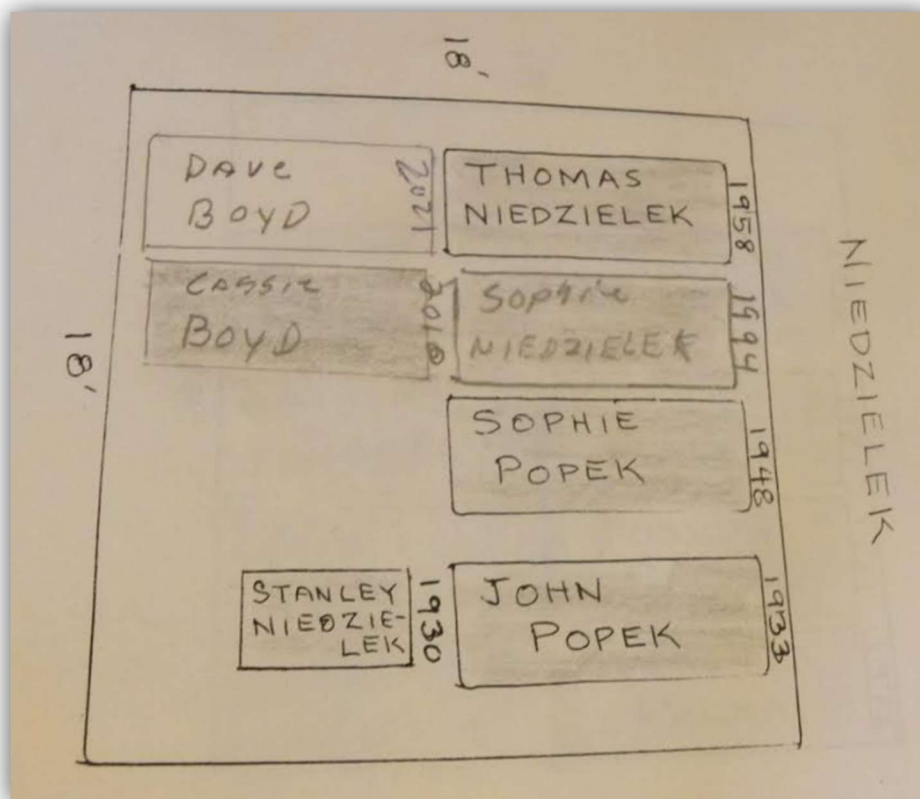 18'
DAVE
BOYD
2021
THOMAS
NIEDZIELEK
1958
CASSIE
BOYD
2010
SOPHIE
NIEDZIELEK
1994
18'
SOPHIE
POPEK
1948
NIEDZIELEK
STANLEY
NIEDZIE-
LEK
1930
JOHN
POPEK
1933